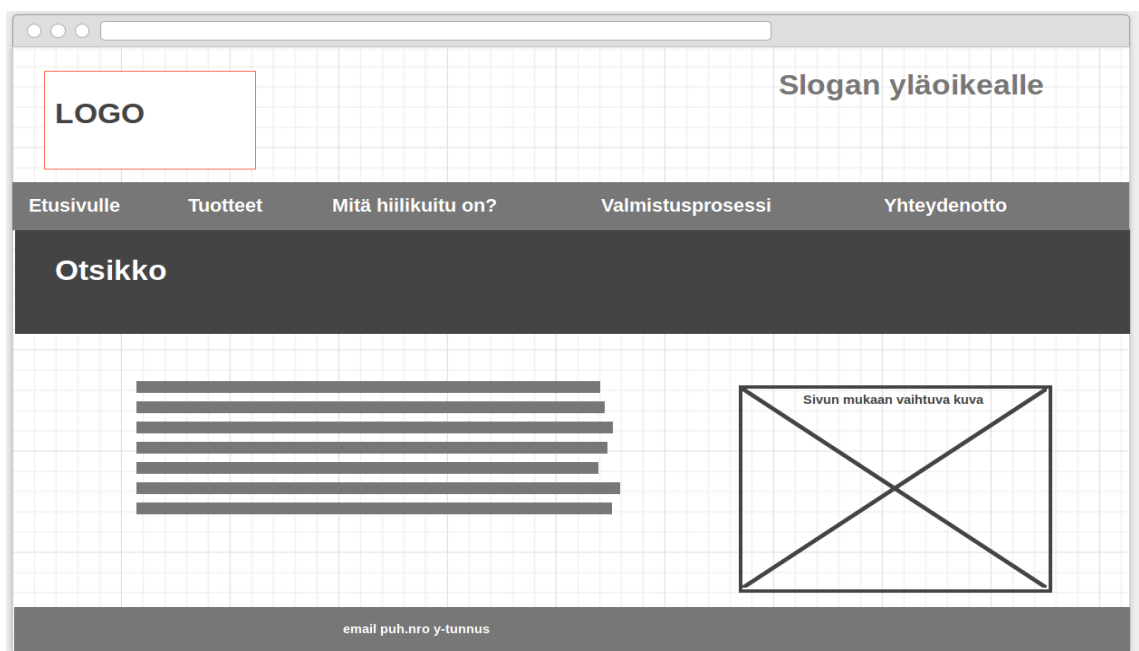 LOGO
Slogan yläoikealle
Etusivulle Tuotteet Mitä hiilikuitu on? Valmistusprosessi Yhteydenotto
Otsikko
Sivun mukaan vaihtuva kuva
email puh.nro y-tunnus